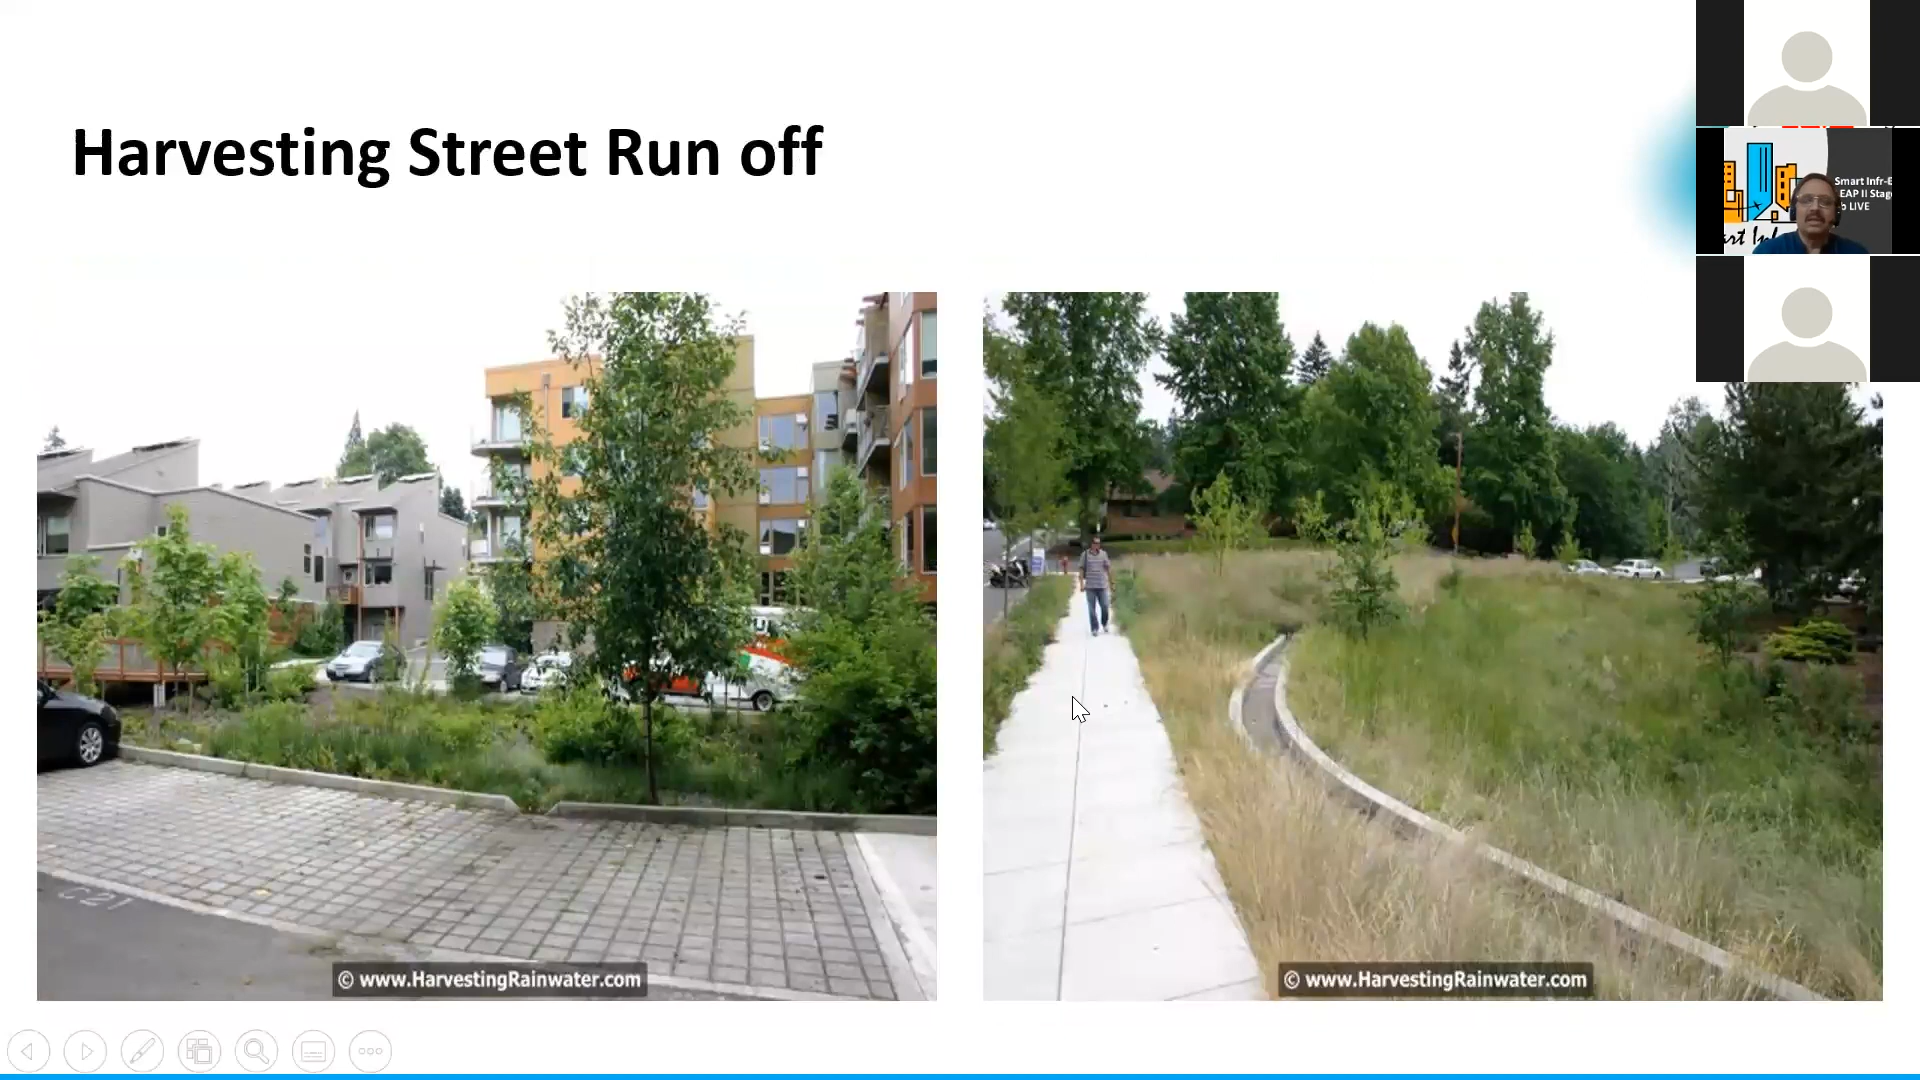 Harvesting Street Run off
Smart Infr-E
EAP II Stag
LIVE
© www.HarvestingRainwater.com
© www.HarvestingRainwater.com